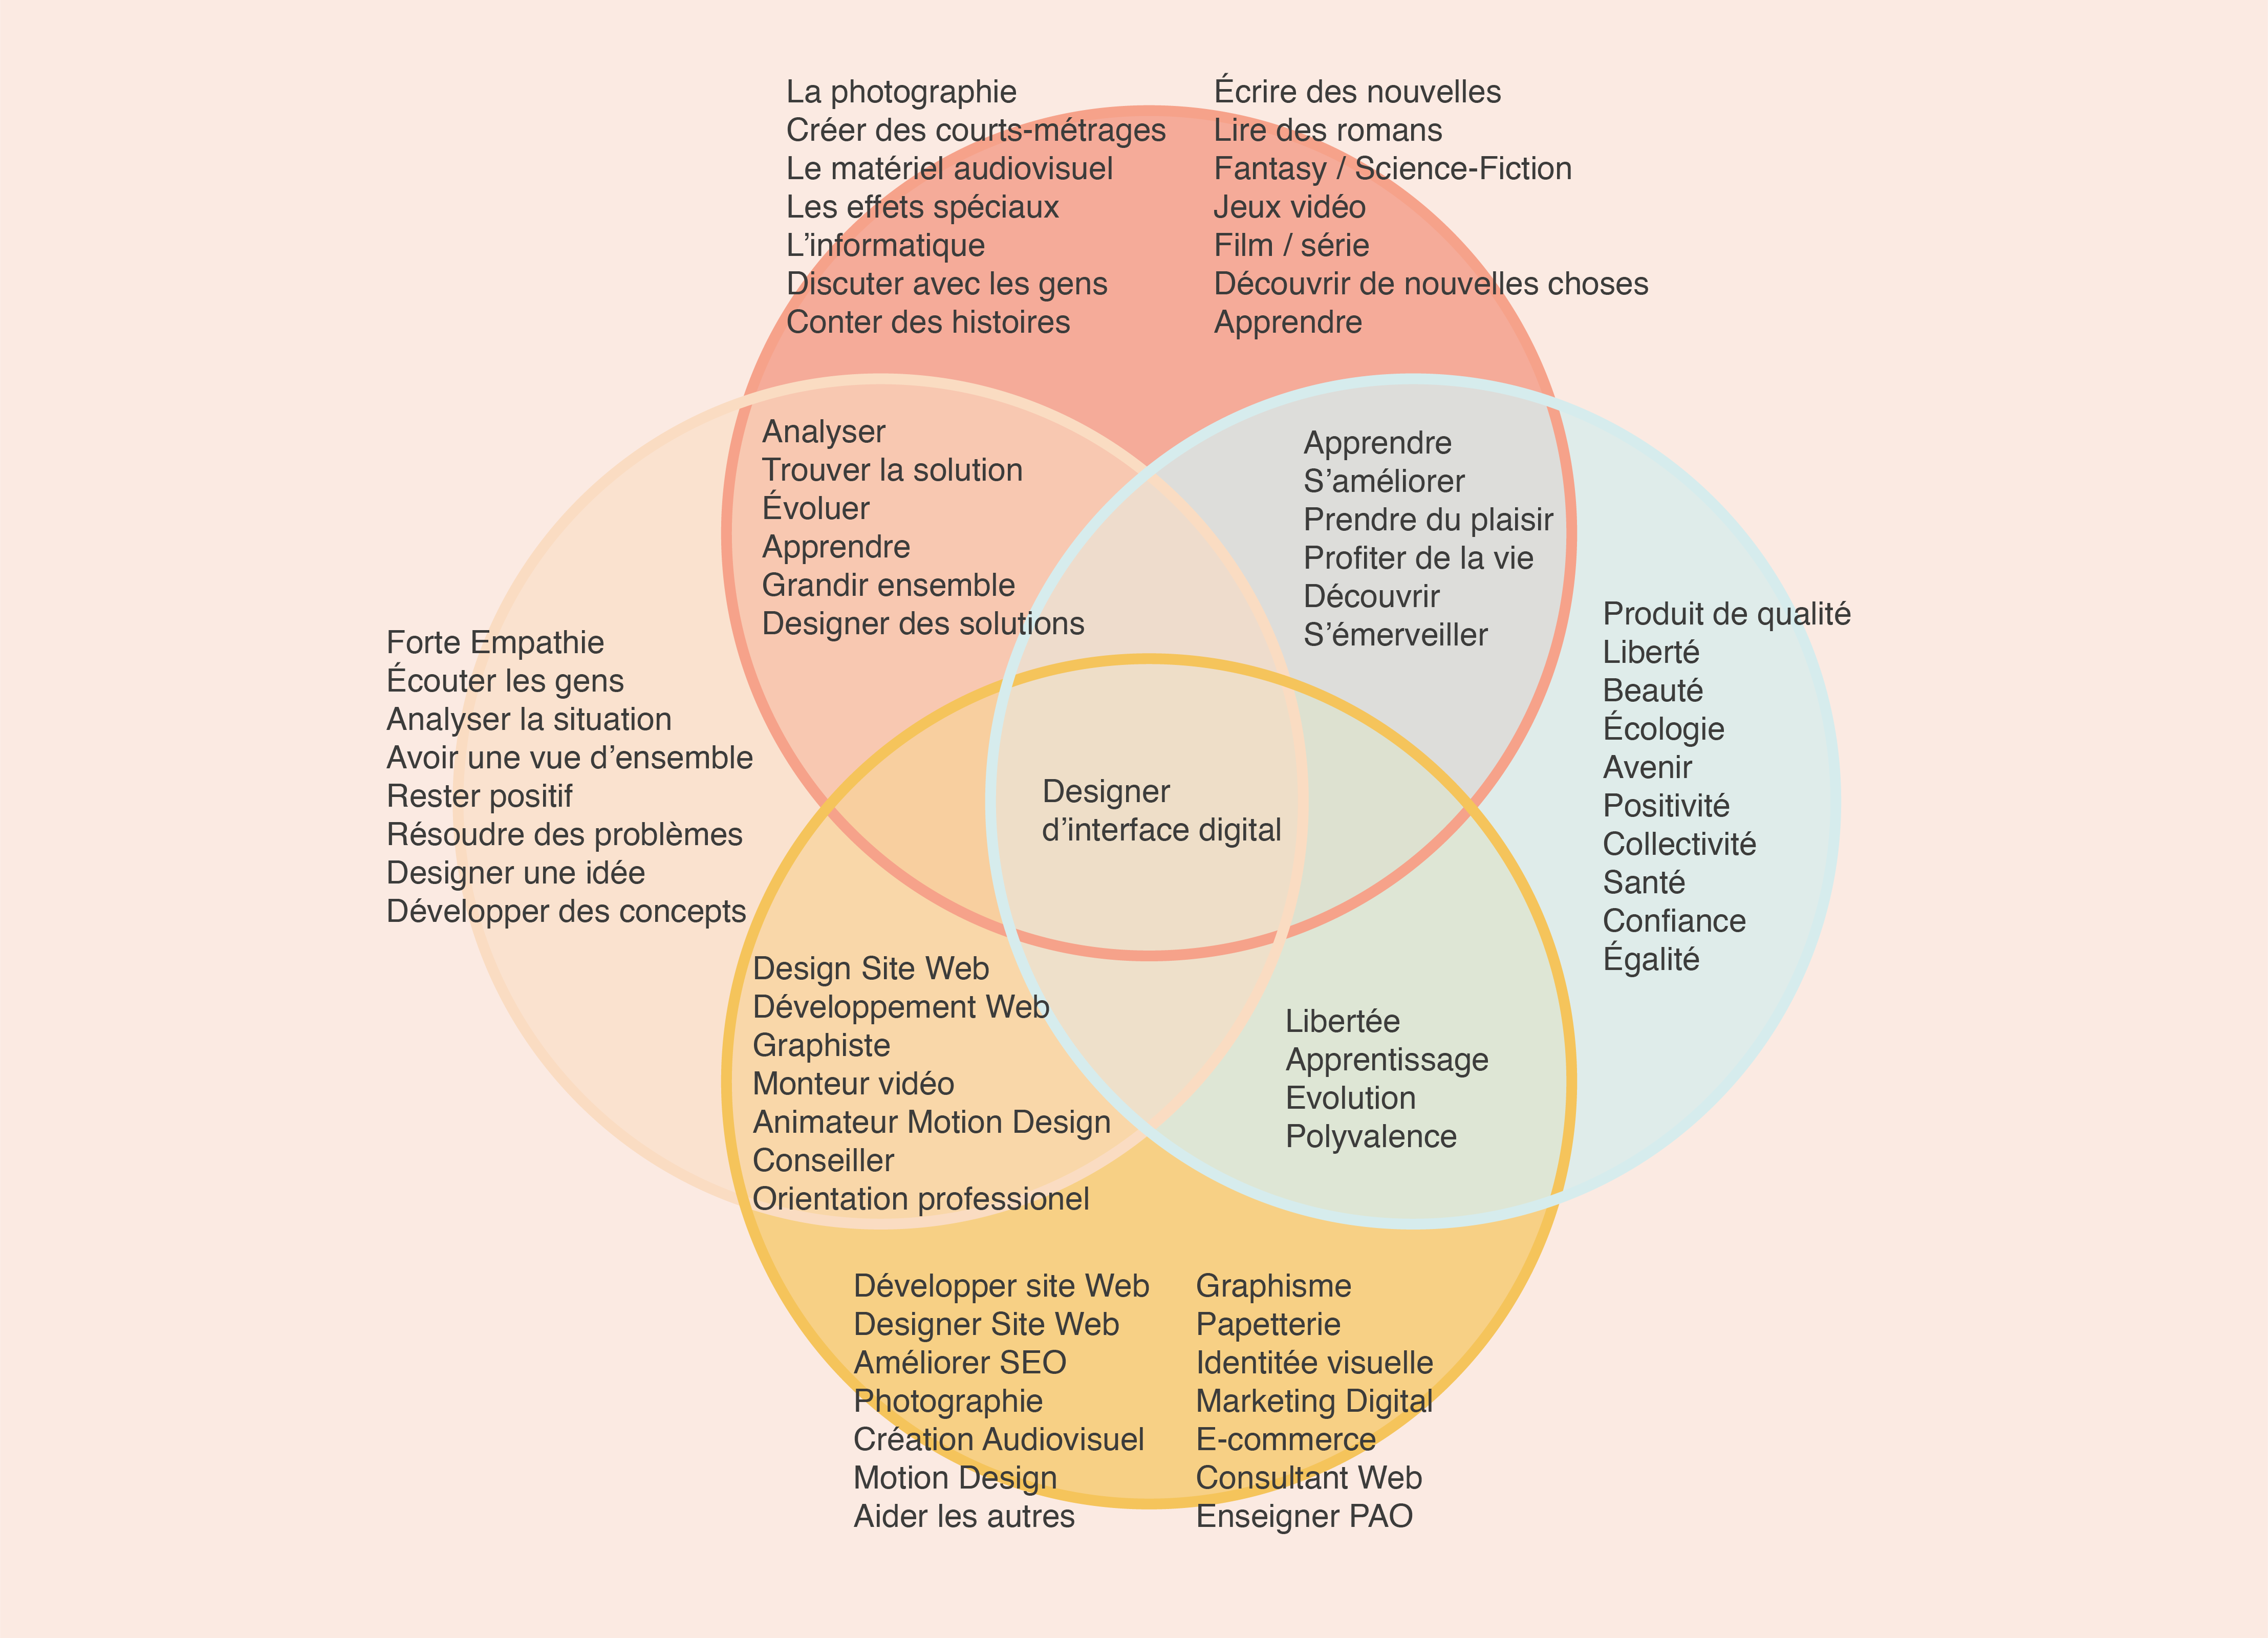 La photographie
Créer des courts-métrages
Le matériel audiovisuel
Les effets spéciaux
L’informatique
Discuter avec les gens
Conter des histoires
Écrire des nouvelles
Lire des romans
Fantasy / Science-Fiction
Jeux vidéo
Film / série
Découvrir de nouvelles choses
Apprendre
Analyser
Trouver la solution
Évoluer
Apprendre
Grandir ensemble
Designer des solutions
Apprendre
S’améliorer
Prendre du plaisir
Profiter de la vie
Découvrir
S’émerveiller
Forte Empathie
Écouter les gens
Analyser la situation
Avoir une vue d’ensemble
Rester positif
Résoudre des problèmes
Designer une idée
Développer des concepts
Designer
d’interface digital
Produit de qualité
Liberté
Beauté
Écologie
Avenir
Positivité
Collectivité
Santé
Confiance
Égalité
Design Site Web
Développement Web
Graphiste
Monteur vidéo
Animateur Motion Design
Conseiller
Orientation professionel
Libertée
Apprentissage
Evolution
Polyvalence
Développer site Web
Designer Site Web
Améliorer SEO
Photographie
Création Audiovisuel
Motion Design
Aider les autres
Graphisme
Papetterie
Identitée visuelle
Marketing Digital
E-commerce
Consultant Web
Enseigner PAO